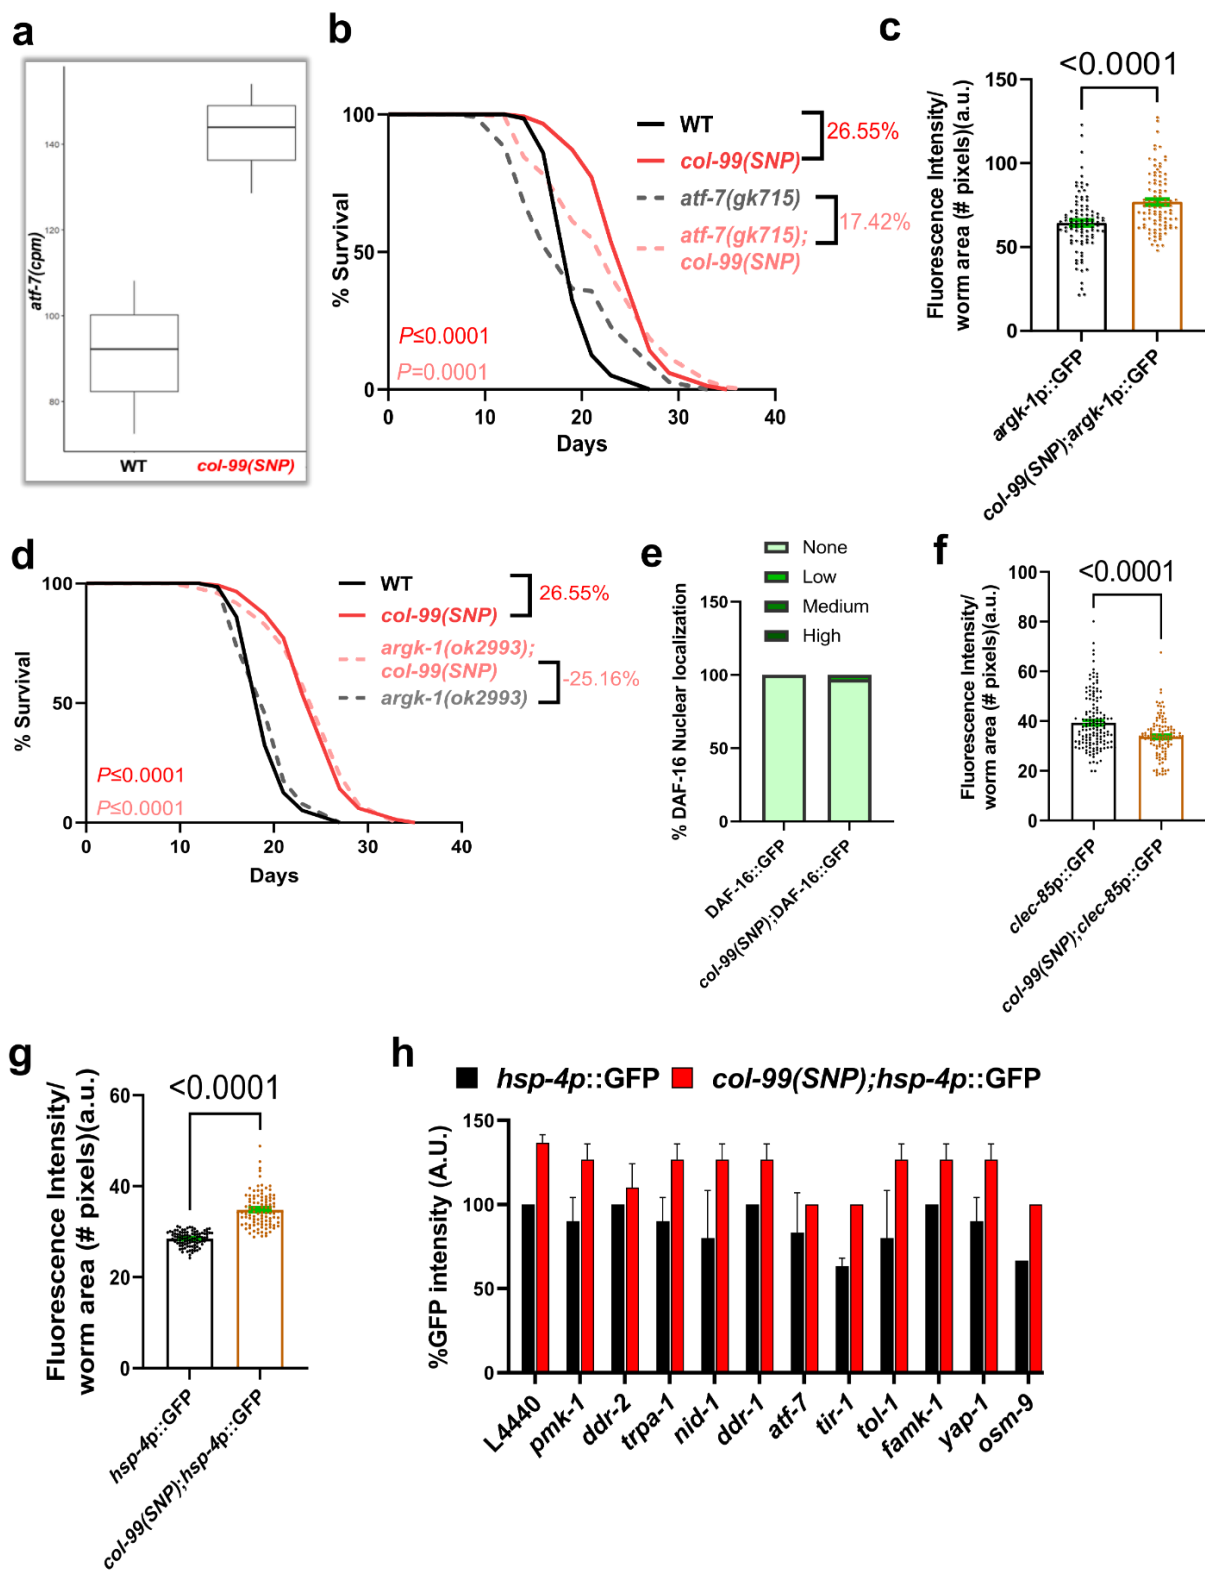 a
atf-7(cpm)
140
120
100
80
WT
col-99(SNP)
b
% Survival
100
50
0
0
10
20
30
40
Days
WT
col-99(SNP)
atf-7(gk715)
atf-7(gk715);
col-99(SNP)
26.55%
17.42%
P≤0.0001
P=0.0001
c
<0.0001
Fluorescence Intensity/
worm area (# pixels)(a.u.)
150
100
50
0
argk-1p::GFP
col-99(SNP);argk-1p::GFP
d
% Survival
100
50
0
0
10
20
30
40
Days
WT
col-99(SNP)
argk-1(ok2993);
col-99(SNP)
argk-1(ok2993)
26.55%
-25.16%
P≤0.0001
P≤0.0001
e
None
Low
Medium
High
% DAF-16 Nuclear localization
150
100
50
0
DAF-16::GFP
col-99(SNP);DAF-16::GFP
f
<0.0001
Fluorescence Intensity/
worm area (# pixels)(a.u.)
100
80
60
40
20
0
clec-85p::GFP
col-99(SNP);clec-85p::GFP
g
<0.0001
Fluorescence Intensity/
worm area (# pixels)(a.u.)
60
40
20
0
hsp-4p::GFP
col-99(SNP);hsp-4p::GFP
h
hsp-4p::GFP
col-99(SNP);hsp-4p::GFP
%GFP intensity (A.U.)
150
100
50
0
L4440
pmk-1
ddr-2
trpa-1
nid-1
ddr-1
atf-7
tir-1
tol-1
famk-1
yap-1
osm-9